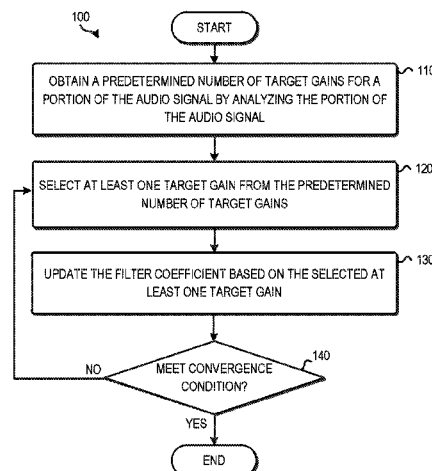 100
START
110
OBTAIN A PREDETERMINED NUMBER OF TARGET GAINS FOR A
PORTION OF THE AUDIO SIGNAL BY ANALYZING THE PORTION OF
THE AUDIO SIGNAL
120
SELECT AT LEAST ONE TARGET GAIN FROM THE PREDETERMINED
NUMBER OF TARGET GAINS
130
UPDATE THE FILTER COEFFICIENT BASED ON THE SELECTED AT
LEAST ONE TARGET GAIN
140
NO
MEET CONVERGENCE
CONDITION?
YES
END